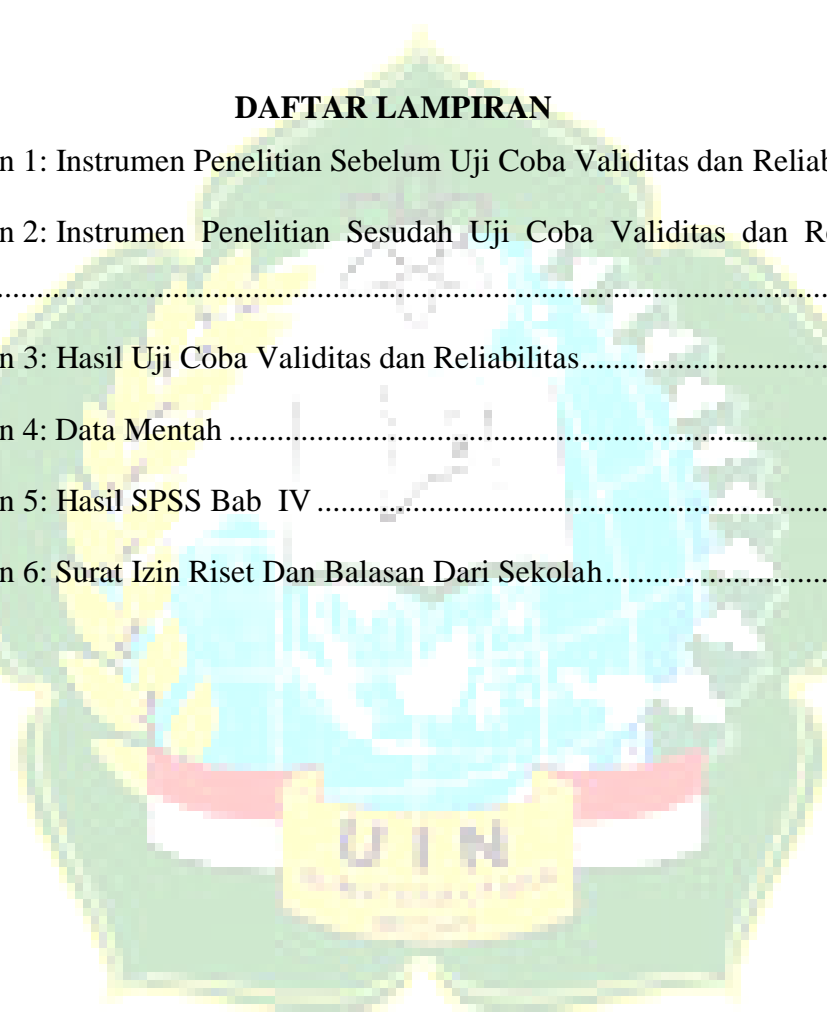 DAFTAR LAMPIRAN
n 1: Instrumen Penelitian Sebelum Uji Coba Validitas dan Reliab
n 2: Instrumen Penelitian Sesudah Uji Coba Validitas dan Re
....................................................................................................
n 3: Hasil Uji Coba Validitas dan Reliabilitas..............................
n 4: Data Mentah ..........................................................................
n 5: Hasil SPSS Bab IV ...............................................................
n 6: Surat Izin Riset Dan Balasan Dari Sekolah...........................
UIN